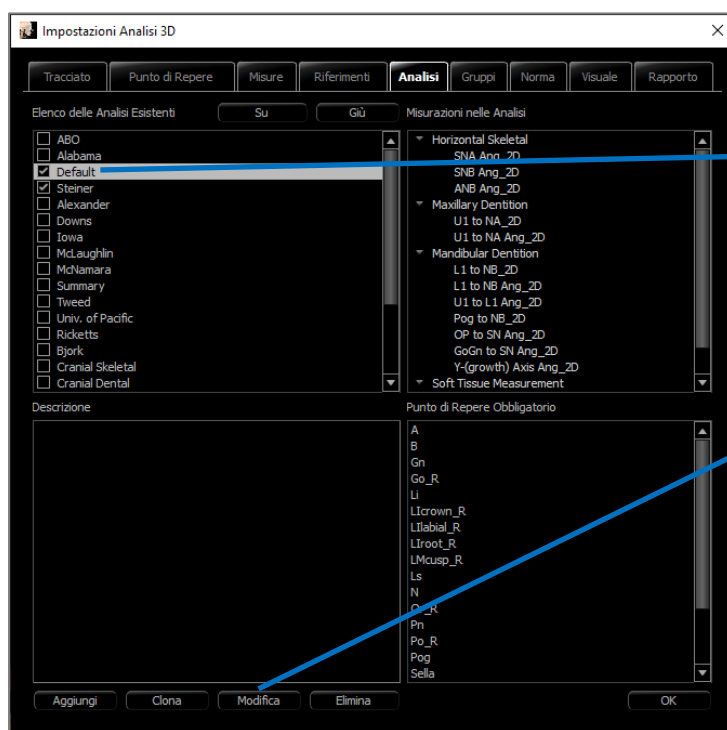 Impostazioni Analisi 3D
Tracciato Punto di Repere Misure Riferimenti Analisi Gruppi Norma Visuale Rapporto
Elenco delle Analisi Esistenti Su Giù
ABO
Alabama
Default
Steiner
Alexander
Downs
Iowa
McLaughlin
McNamara
Summary
Tweed
Univ. of Pacific
Ricketts
Bjork
Cranial Skeletal
Cranial Dental
Misurazioni nelle Analisi
Horizontal Skeletal
SNA Ang_2D
SNB Ang_2D
ANB Ang_2D
Maxillary Dentition
U1 to NA_2D
U1 to NA Ang_2D
Mandibular Dentition
L1 to NB_2D
L1 to NB Ang_2D
U1 to L1 Ang_2D
Pog to NB_2D
OP to SN Ang_2D
GoGn to SN Ang_2D
Y-(growth) Axis Ang_2D
Soft Tissue Measurement
Descrizione
Punto di Repere Obbligatorio
A
B
Gn
Go_R
Li
LIcrown_R
LIlabial_R
LIroot_R
LMcusp_R
Ls
N
Or_R
Pn
Po_R
Pog
Sella
Aggiungi Clona Modifica Elimina OK